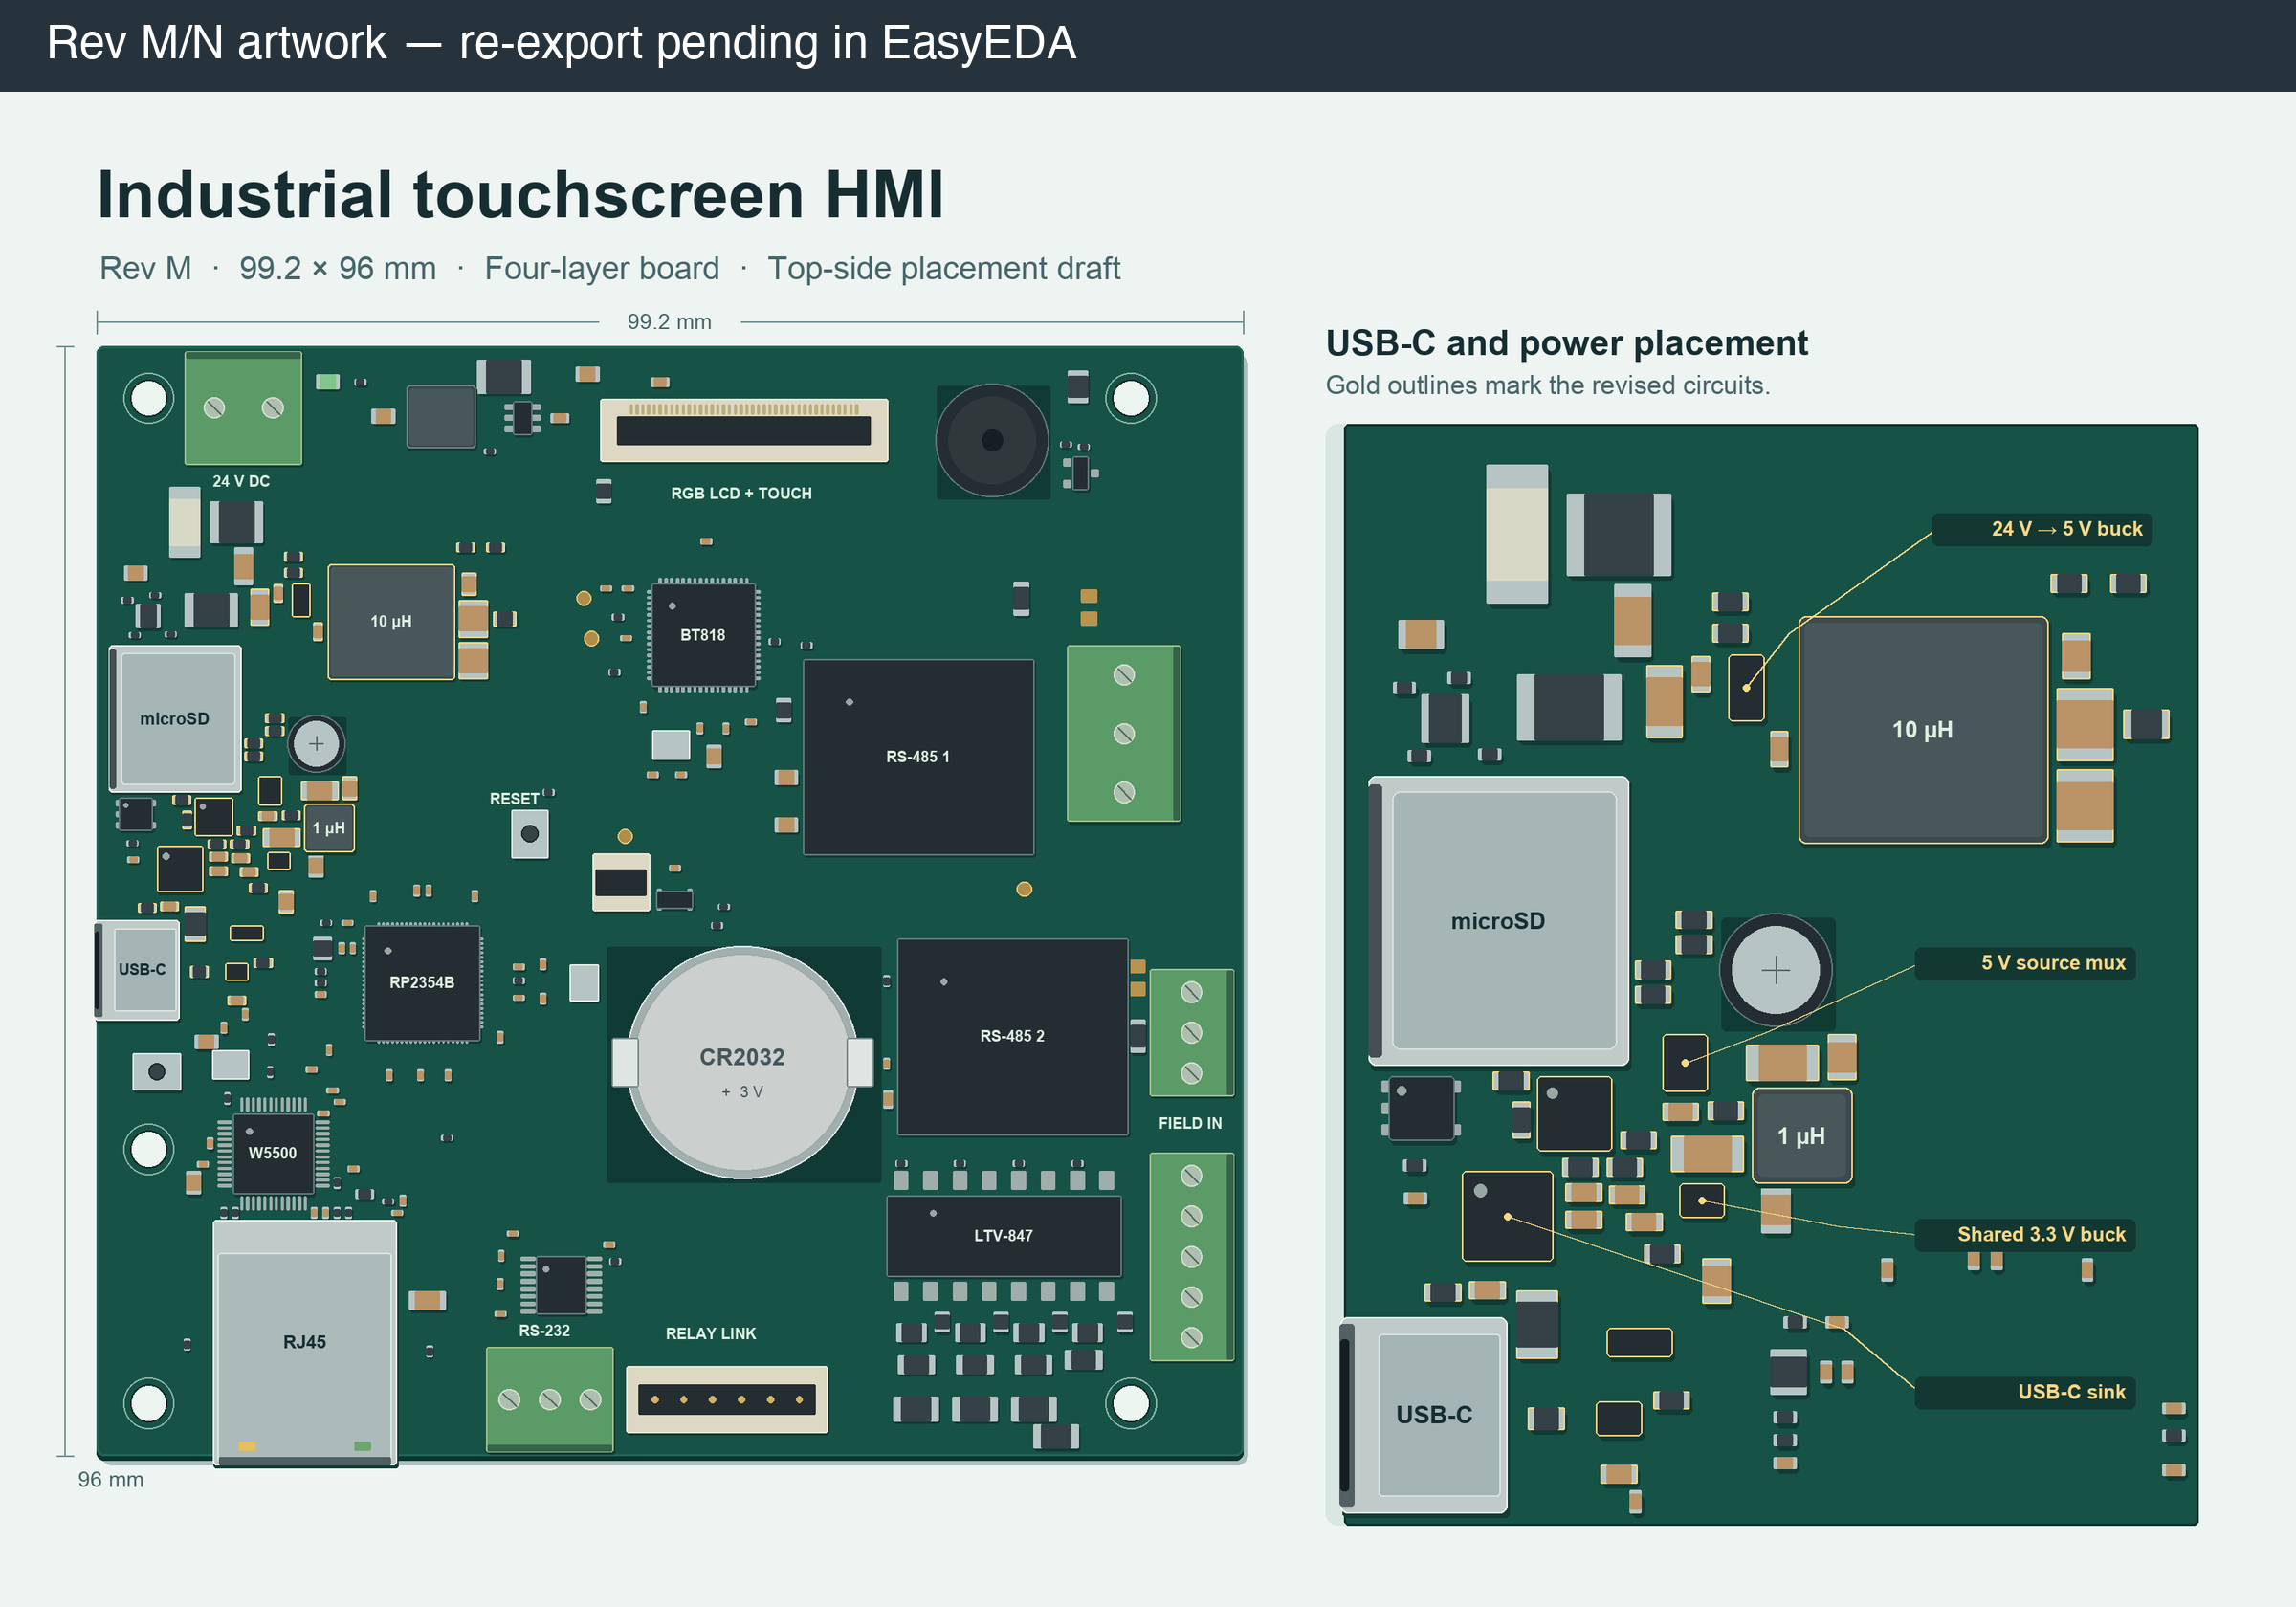 Rev M/N artwork — re-export pending in EasyEDA
Industrial touchscreen HMI
Rev M · 99.2 × 96 mm · Four-layer board · Top-side placement draft
99.2 mm
96 mm
24 V DC
RGB LCD + TOUCH
10 µH
BT818
microSD
RS-485 1
RESET
1 µH
USB-C
RP2354B
CR2032
+ 3 V
RS-485 2
FIELD IN
W5500
LTV-847
RJ45
RS-232
RELAY LINK
USB-C and power placement
Gold outlines mark the revised circuits.
24 V → 5 V buck
10 µH
microSD
5 V source mux
1 µH
Shared 3.3 V buck
USB-C sink
USB-C